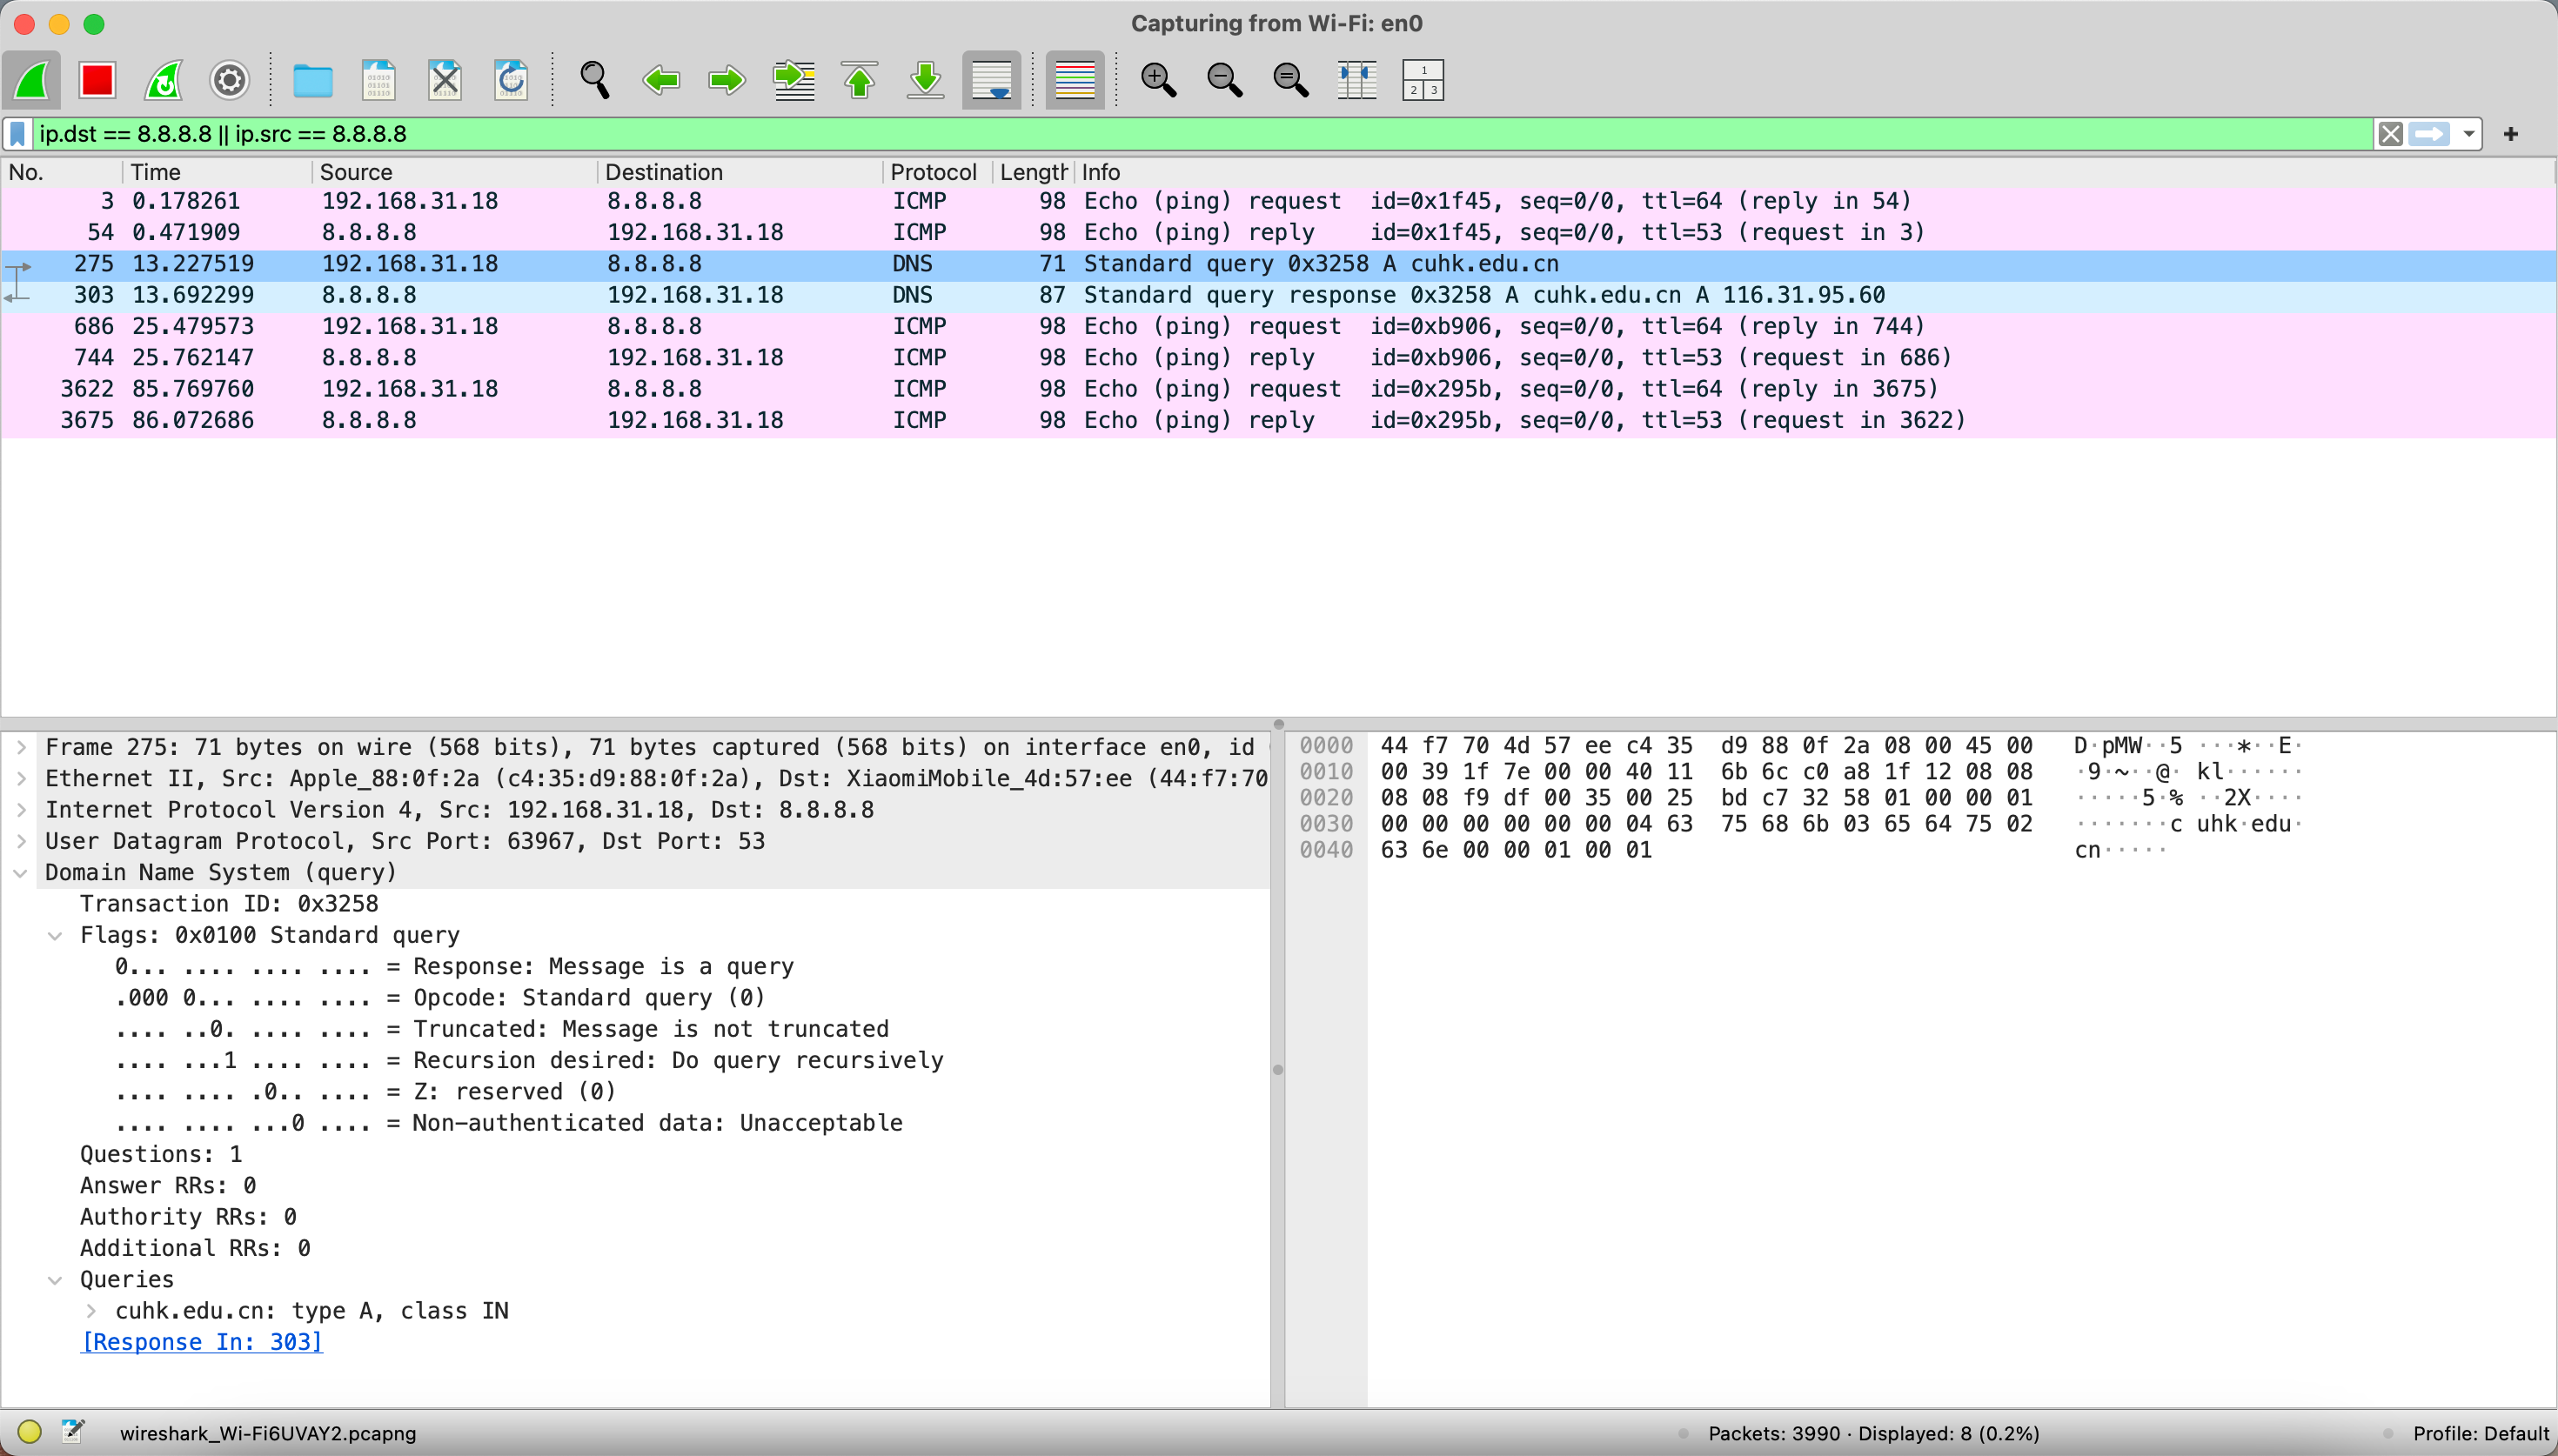 Capturing from Wi-Fi: en0
ip.dst == 8.8.8.8 || ip.src == 8.8.8.8
No. Time Source Destination Protocol Length Info
3 0.178261 192.168.31.18 8.8.8.8 ICMP 98 Echo (ping) request id=0x1f45, seq=0/0, ttl=64 (reply in 54)
54 0.471909 8.8.8.8 192.168.31.18 ICMP 98 Echo (ping) reply id=0x1f45, seq=0/0, ttl=53 (request in 3)
275 13.227519 192.168.31.18 8.8.8.8 DNS 71 Standard query 0x3258 A cuhk.edu.cn
303 13.692299 8.8.8.8 192.168.31.18 DNS 87 Standard query response 0x3258 A cuhk.edu.cn A 116.31.95.60
686 25.479573 192.168.31.18 8.8.8.8 ICMP 98 Echo (ping) request id=0xb906, seq=0/0, ttl=64 (reply in 744)
744 25.762147 8.8.8.8 192.168.31.18 ICMP 98 Echo (ping) reply id=0xb906, seq=0/0, ttl=53 (request in 686)
3622 85.769760 192.168.31.18 8.8.8.8 ICMP 98 Echo (ping) request id=0x295b, seq=0/0, ttl=64 (reply in 3675)
3675 86.072686 8.8.8.8 192.168.31.18 ICMP 98 Echo (ping) reply id=0x295b, seq=0/0, ttl=53 (request in 3622)
Frame 275: 71 bytes on wire (568 bits), 71 bytes captured (568 bits) on interface en0, id
Ethernet II, Src: Apple_88:0f:2a (c4:35:d9:88:0f:2a), Dst: XiaomiMobile_4d:57:ee (44:f7:70
Internet Protocol Version 4, Src: 192.168.31.18, Dst: 8.8.8.8
User Datagram Protocol, Src Port: 63967, Dst Port: 53
Domain Name System (query)
Transaction ID: 0x3258
Flags: 0x0100 Standard query
0... .... .... .... = Response: Message is a query
.000 0... .... .... = Opcode: Standard query (0)
.... ..0. .... .... = Truncated: Message is not truncated
.... ...1 .... .... = Recursion desired: Do query recursively
.... .... .0.. .... = Z: reserved (0)
.... .... ...0 .... = Non-authenticated data: Unacceptable
Questions: 1
Answer RRs: 0
Authority RRs: 0
Additional RRs: 0
Queries
cuhk.edu.cn: type A, class IN
[Response In: 303]
0000 44 f7 70 4d 57 ee c4 35 d9 88 0f 2a 08 00 45 00 D·pMW··5 ···*··E·
0010 00 39 1f 7e 00 00 40 11 6b 6c c0 a8 1f 12 08 08 ·9·~··@· kl······
0020 08 08 f9 df 00 35 00 25 bd c7 32 58 01 00 00 01 ·····5·% ··2X····
0030 00 00 00 00 00 00 04 63 75 68 6b 03 65 64 75 02 ·······c uhk·edu·
0040 63 6e 00 00 01 00 01 cn·····
wireshark_Wi-Fi6UVAY2.pcapng
Packets: 3990 · Displayed: 8 (0.2%)
Profile: Default